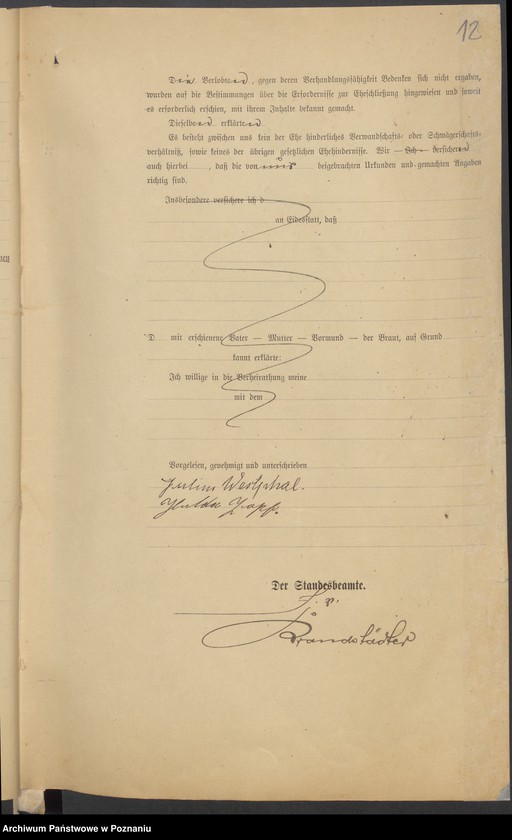 12
Die Verlobten, gegen deren Verhandlungsfähigkeit Bedenken sich nicht ergaben,
wurden auf die Bestimmungen über die Erfordernisse zur Eheschließung hingewiesen und soweit
es erforderlich erschien, mit ihrem Inhalte bekannt gemacht.
Dieselben erklärten
Es besteht zwischen uns kein der Ehe hinderliches Verwandschafts- oder Schwägerschafts-
verhältniß, sowie keines der übrigen gesetzlichen Ehehindernisse. Wir — Ich — versichern
auch hierbei, daß die von uns beigebrachten Urkunden und gemachten Angaben
richtig sind.
Insbesondere versichere ich d
an Eidesstatt, daß
D mit erschienene Vater — Mutter — Vormund — der Braut, auf Grund
kannt erklärte:
Ich willige in die Verheirathung meine
mit dem
Vorgelesen, genehmigt und unterschrieben
Julius Westphal.
Hulda Zapf.
Der Standesbeamte.
Brandstädter
Archiwum Państwowe w Poznaniu